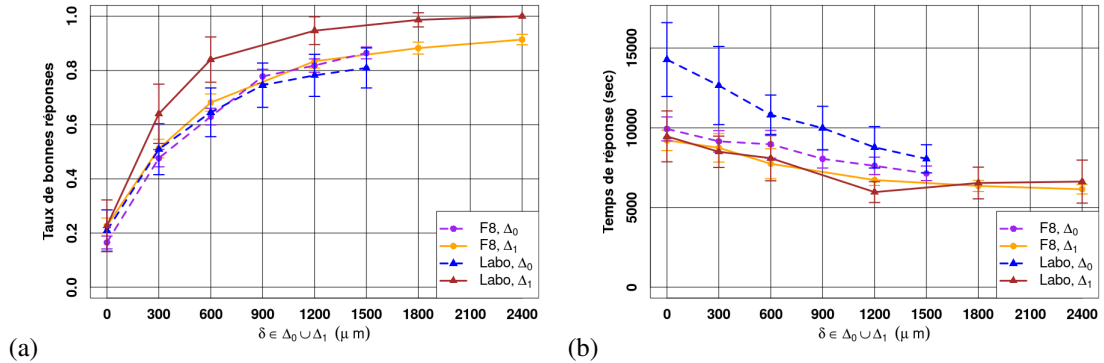 Taux de bonnes réponses
1.0
0.8
0.6
0.4
0.2
0.0
0 300 600 900 1200 1500 1800 2100 2400
δ ∈ Δ₀ ∪ Δ₁ (μ m)
F8, Δ₀
F8, Δ₁
Labo, Δ₀
Labo, Δ₁
(a)
Temps de réponse (sec)
15000
10000
5000
0
0 300 600 900 1200 1500 1800 2100 2400
δ ∈ Δ₀ ∪ Δ₁ (μ m)
F8, Δ₀
F8, Δ₁
Labo, Δ₀
Labo, Δ₁
(b)